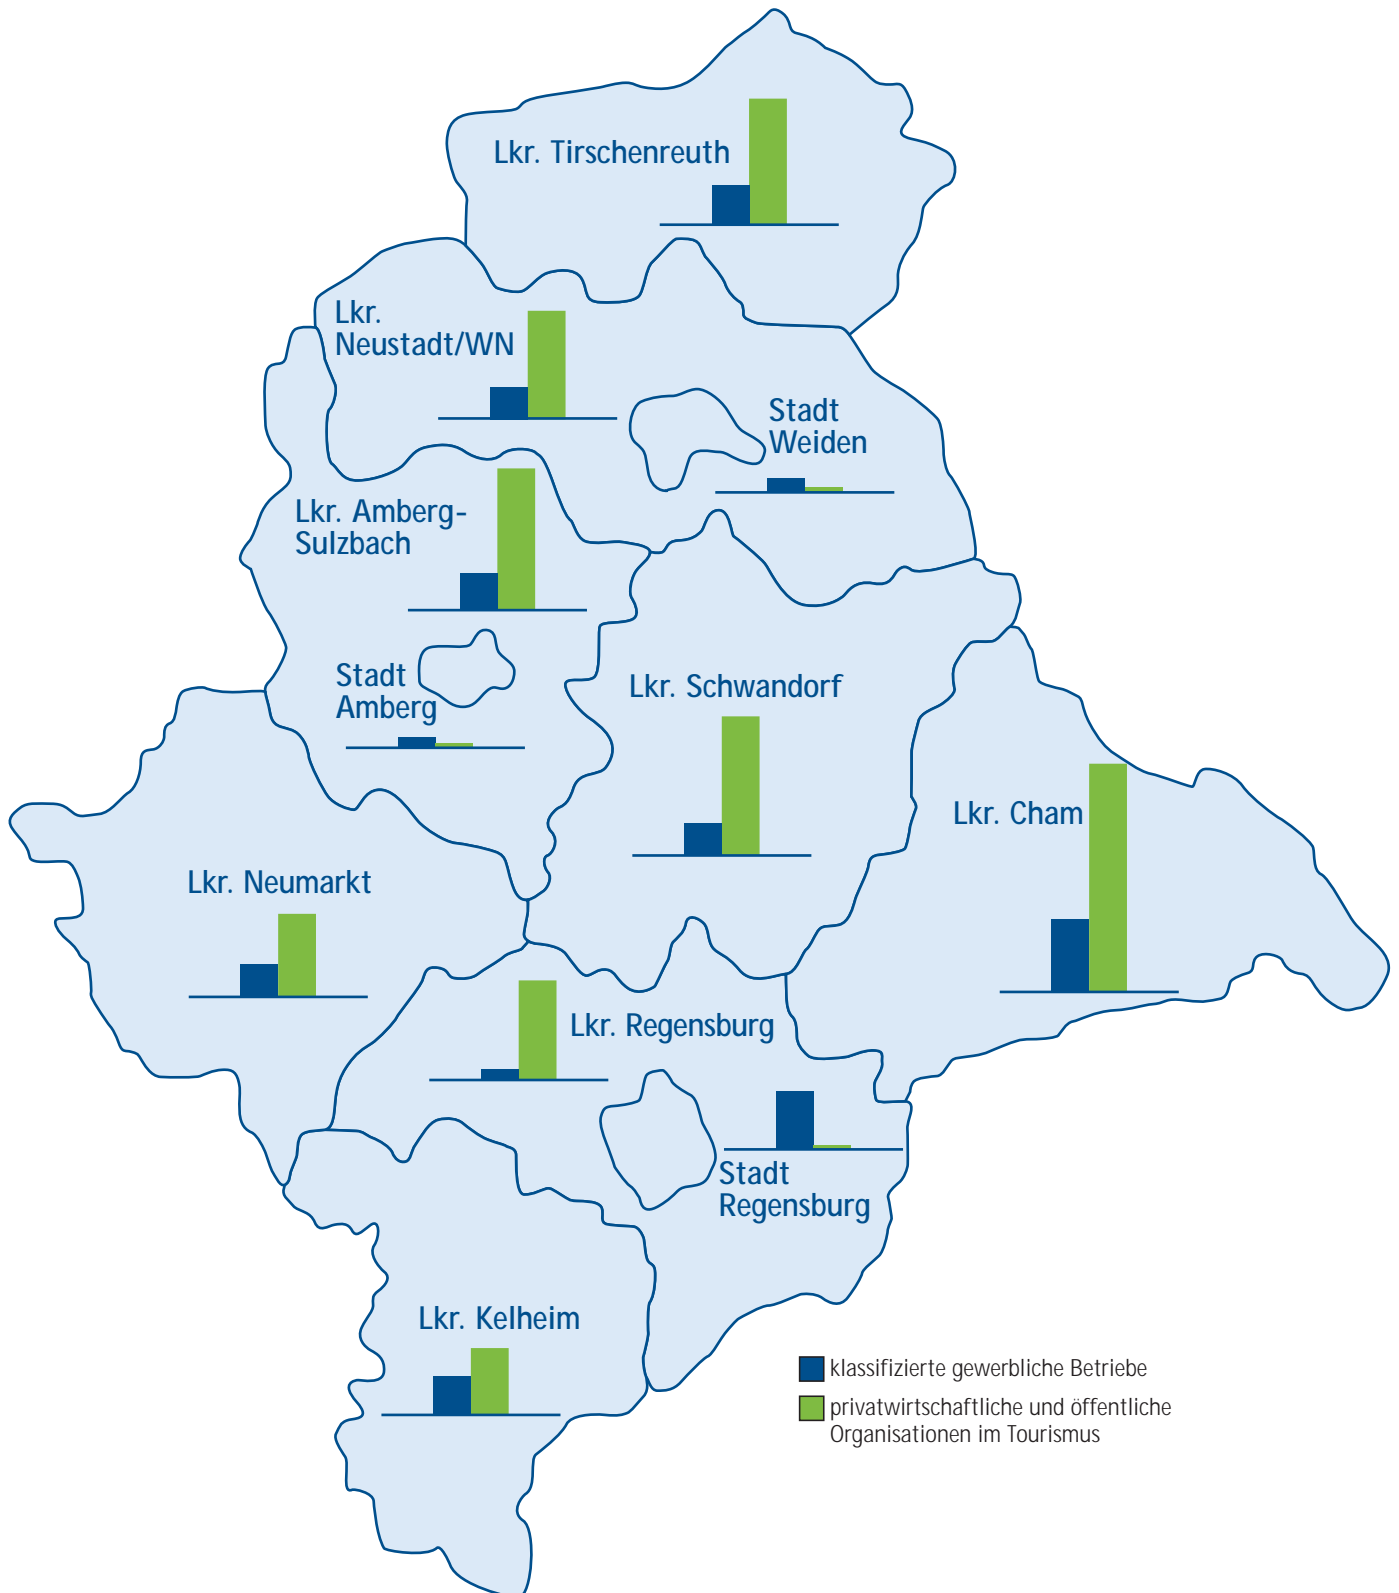 Lkr. Tirschenreuth
Lkr.
Neustadt/WN
Stadt
Weiden
Lkr. Amberg-
Sulzbach
Stadt
Amberg
Lkr. Schwandorf
Lkr. Cham
Lkr. Neumarkt
Lkr. Regensburg
Stadt
Regensburg
Lkr. Kelheim
klassifizierte gewerbliche Betriebe
privatwirtschaftliche und öffentliche
Organisationen im Tourismus